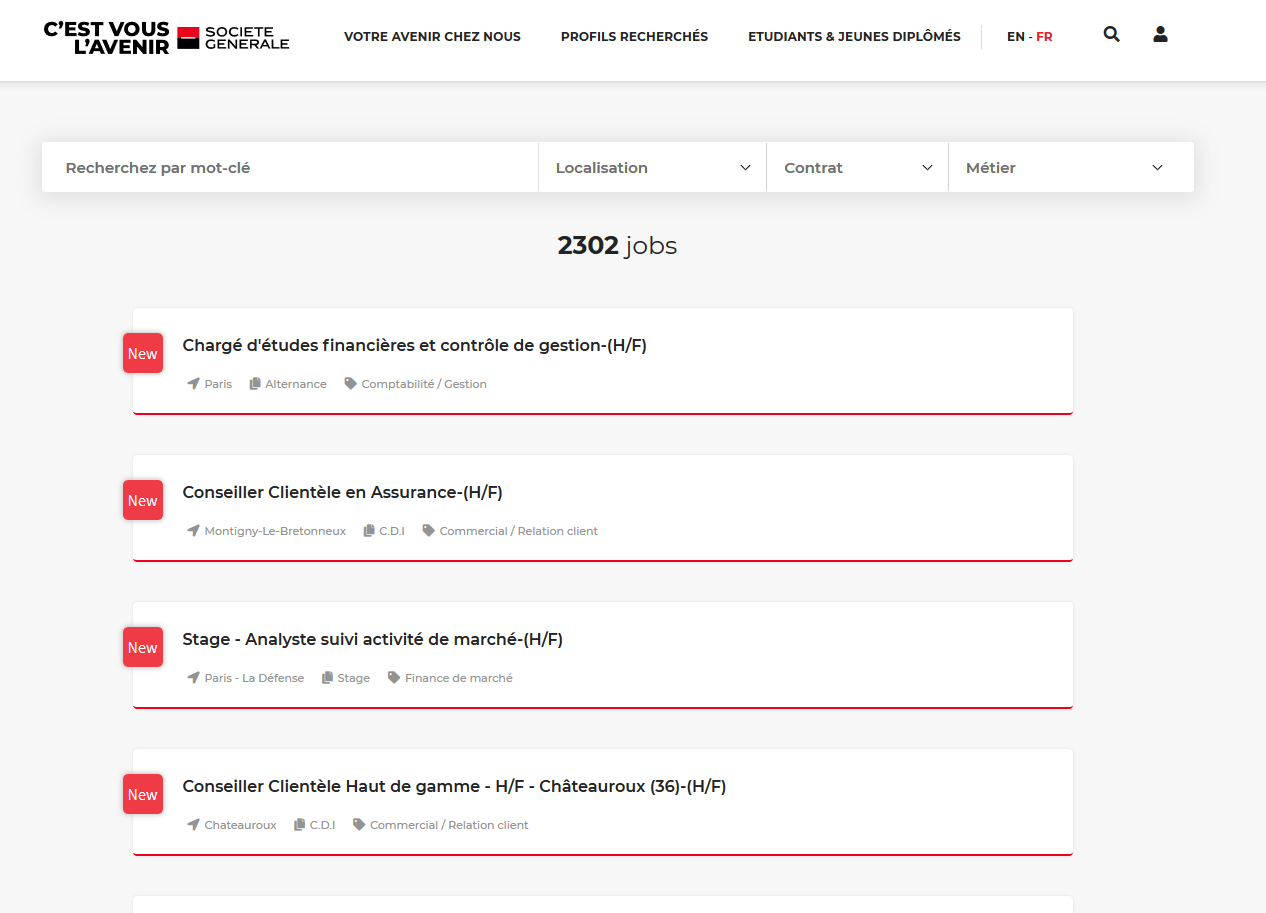 C'EST VOUS L'AVENIR SOCIETE GENERALE
VOTRE AVENIR CHEZ NOUS PROFILS RECHERCHÉS ETUDIANTS & JEUNES DIPLÔMÉS EN - FR
Recherchez par mot-clé Localisation Contrat Métier
2302 jobs
New
Chargé d'études financières et contrôle de gestion-(H/F)
Paris Alternance Comptabilité / Gestion
New
Conseiller Clientèle en Assurance-(H/F)
Montigny-Le-Bretonneux C.D.I Commercial / Relation client
New
Stage - Analyste suivi activité de marché-(H/F)
Paris - La Défense Stage Finance de marché
New
Conseiller Clientèle Haut de gamme - H/F - Châteauroux (36)-(H/F)
Chateauroux C.D.I Commercial / Relation client